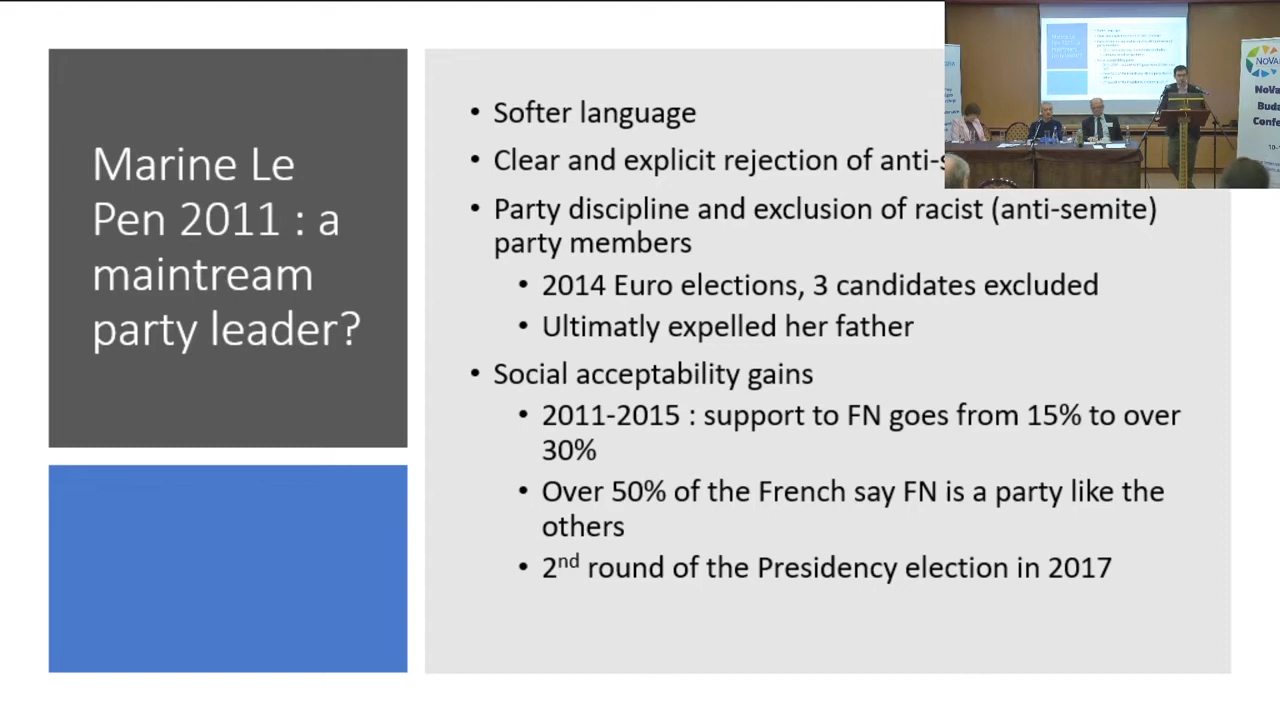 Marine Le
Pen 2011 : a
maintream
party leader?
• Softer language
• Clear and explicit rejection of
• Party discipline and exclusion of racist (anti-semite)
party members
• 2014 Euro elections, 3 candidates excluded
• Ultimatly expelled her father
• Social acceptability gains
• 2011-2015 : support to FN goes from 15% to over
30%
• Over 50% of the French say FN is a party like the
others
• 2nd round of the Presidency election in 2017